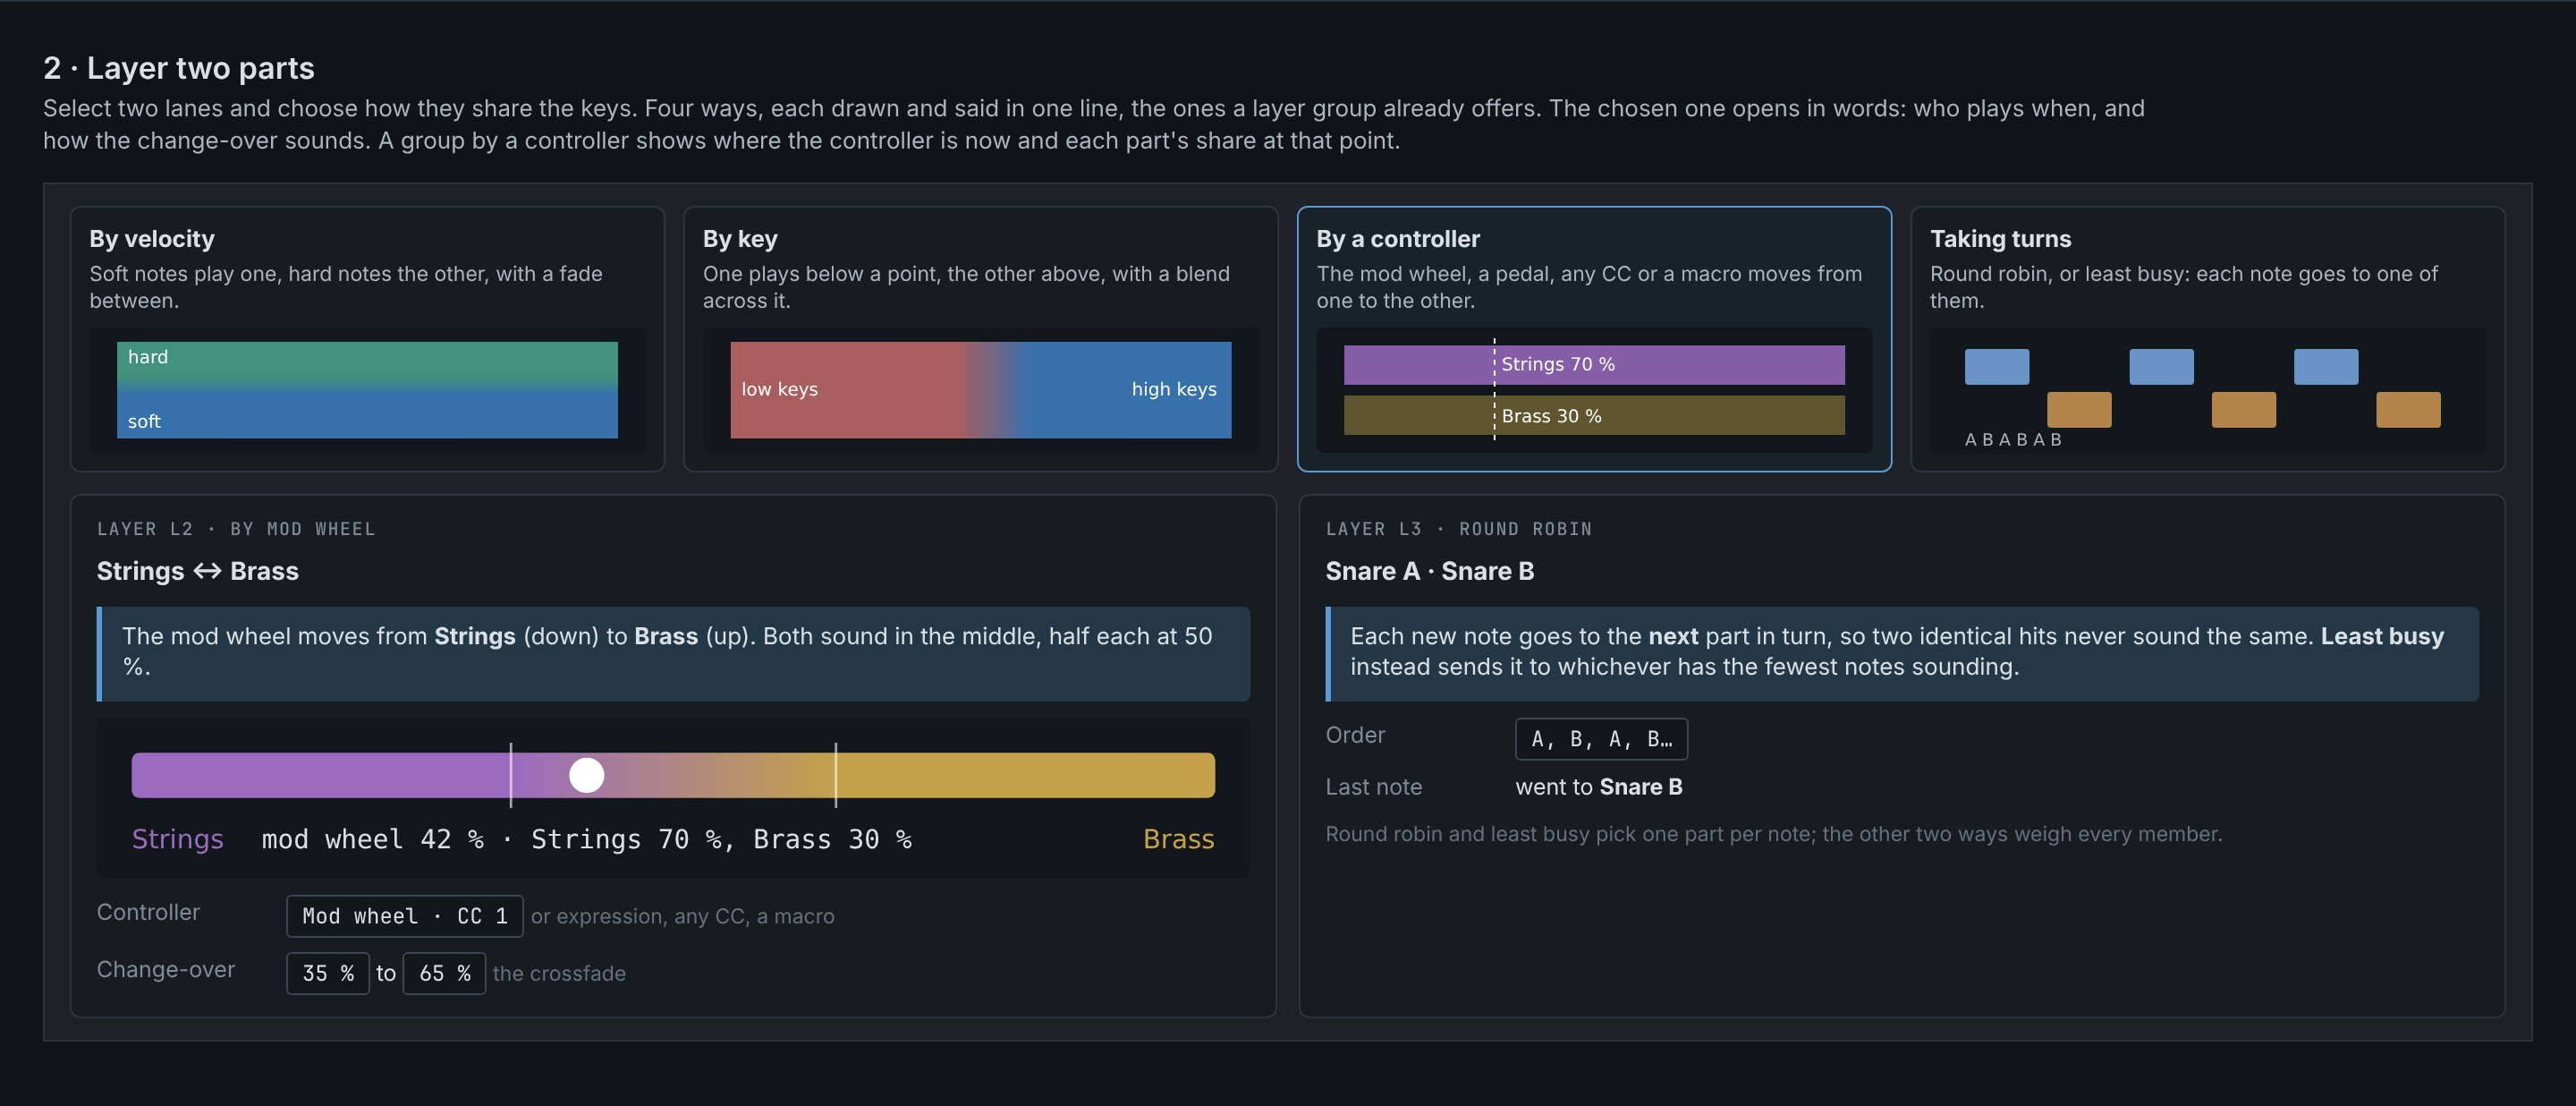 2 · Layer two parts
Select two lanes and choose how they share the keys. Four ways, each drawn and said in one line, the ones a layer group already offers. The chosen one opens in words: who plays when, and
how the change-over sounds. A group by a controller shows where the controller is now and each part's share at that point.
By velocity
Soft notes play one, hard notes the other, with a fade
between.
hard
soft
By key
One plays below a point, the other above, with a blend
across it.
low keys
high keys
By a controller
The mod wheel, a pedal, any CC or a macro moves from
one to the other.
Strings 70 %
Brass 30 %
Taking turns
Round robin, or least busy: each note goes to one of
them.
A B A B A B
LAYER L2 · BY MOD WHEEL
Strings ↔ Brass
The mod wheel moves from Strings (down) to Brass (up). Both sound in the middle, half each at 50
%.
Strings mod wheel 42 % · Strings 70 %, Brass 30 % Brass
Controller Mod wheel · CC 1 or expression, any CC, a macro
Change-over 35 % to 65 % the crossfade
LAYER L3 · ROUND ROBIN
Snare A · Snare B
Each new note goes to the next part in turn, so two identical hits never sound the same. Least busy
instead sends it to whichever has the fewest notes sounding.
Order A, B, A, B…
Last note went to Snare B
Round robin and least busy pick one part per note; the other two ways weigh every member.